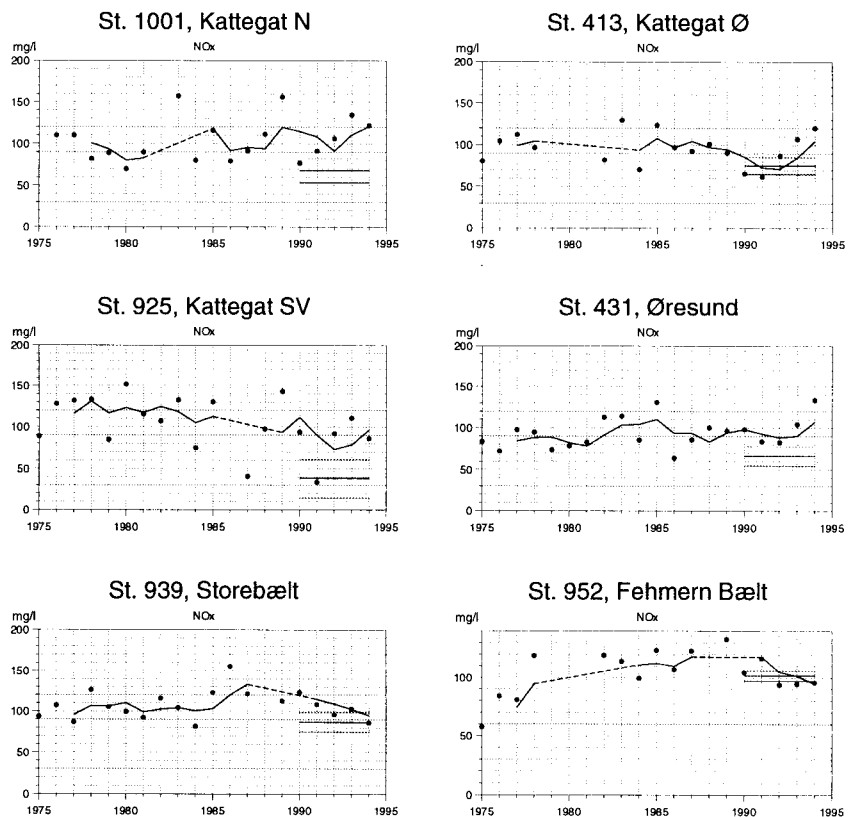 St. 1001, Kattegat N
mg/l NOx
200
150
100
50
0
1975 1980 1985 1990 1995
St. 413, Kattegat Ø
mg/l NOx
200
150
100
50
0
1975 1980 1985 1990 1995
St. 925, Kattegat SV
mg/l NOx
200
150
100
50
0
1975 1980 1985 1990 1995
St. 431, Øresund
mg/l NOx
200
150
100
50
0
1975 1980 1985 1990 1995
St. 939, Storebælt
mg/l NOx
200
150
100
50
0
1975 1980 1985 1990 1995
St. 952, Fehmern Bælt
mg/l NOx
100
50
0
1975 1980 1985 1990 1995